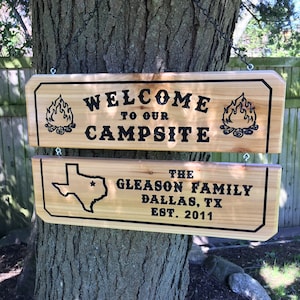 WELCOME
TO OUR
CAMPSITE
THE
GLEASON FAMILY
DALLAS, TX
EST. 2011